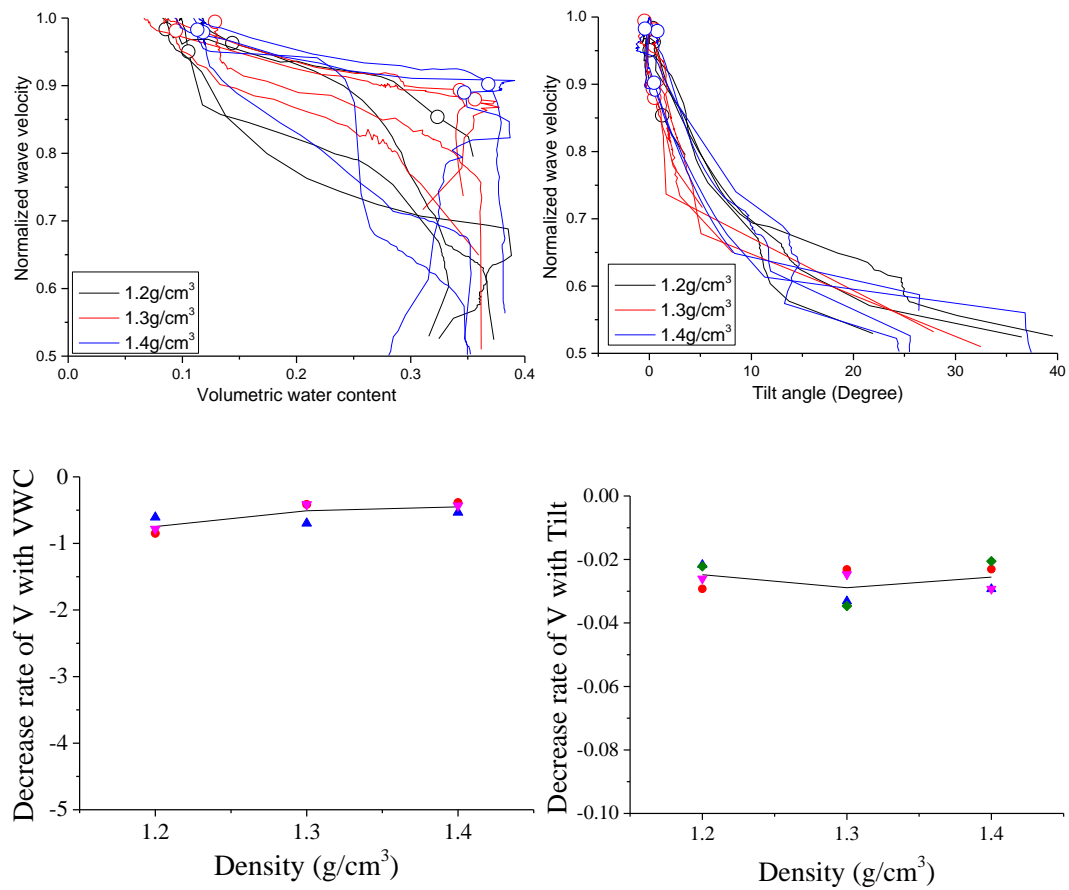 1.0
0.9
0.8
0.7
0.6
0.5
Normalized wave velocity
1.2g/cm³
1.3g/cm³
1.4g/cm³
0.0 0.1 0.2 0.3 0.4
Volumetric water content
1.0
0.9
0.8
0.7
0.6
0.5
Normalized wave velocity
1.2g/cm³
1.3g/cm³
1.4g/cm³
0 10 20 30 40
Tilt angle (Degree)
0
-1
-2
-3
-4
-5
Decrease rate of V with VWC
1.2 1.3 1.4
Density (g/cm³)
0.00
-0.02
-0.04
-0.06
-0.08
-0.10
Decrease rate of V with Tilt
1.2 1.3 1.4
Density (g/cm³)